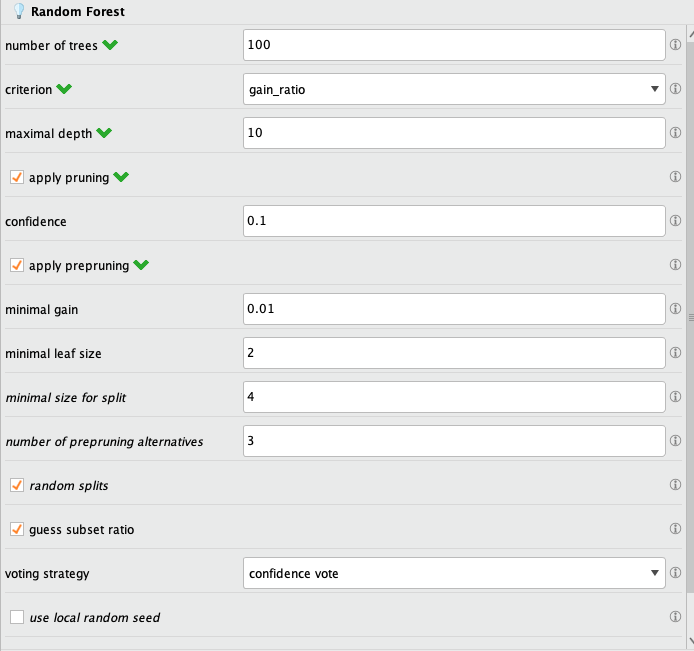 Random Forest
number of trees 100
criterion gain_ratio
maximal depth 10
apply pruning
confidence 0.1
apply prepruning
minimal gain 0.01
minimal leaf size 2
minimal size for split 4
number of prepruning alternatives 3
random splits
guess subset ratio
voting strategy confidence vote
use local random seed